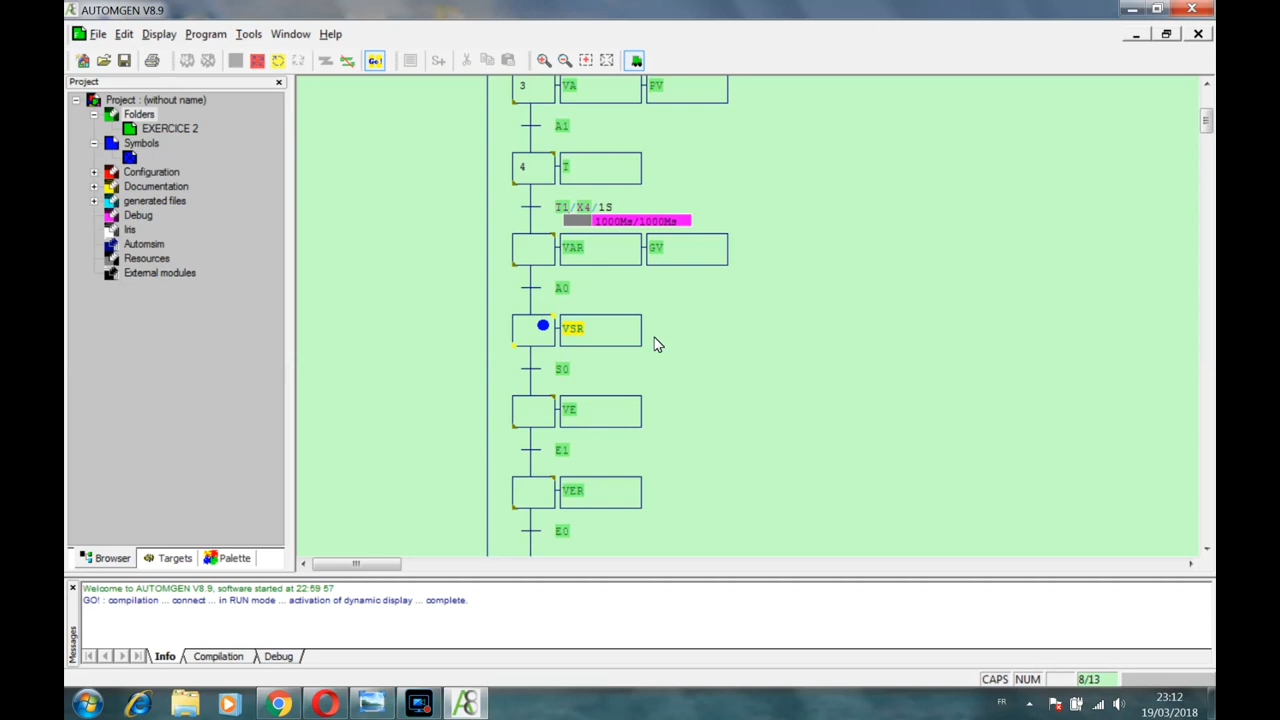 AUTOMGEN V8.9
File Edit Display Program Tools Window Help
Go!
Project
Project : (without name)
Folders
EXERCICE 2
Symbols
Configuration
Documentation
generated files
Debug
Iris
Automsim
Resources
External modules
Browser Targets Palette
3 VA PV
A1
4 T
T1/X4/1S
1000Ms/1000Ms
VAR GV
A0
VSR
S0
VE
E1
VER
E0
Messages
Welcome to AUTOMGEN V8.9, software started at 22:59 57
GO! : compilation ... connect ... in RUN mode ... activation of dynamic display ... complete.
Info Compilation Debug
CAPS NUM 8/13
FR 23:12
19/03/2018